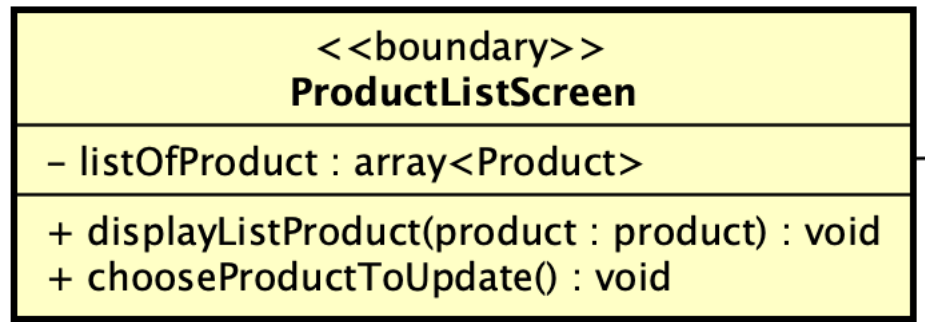 <<boundary>>
ProductListScreen
- listOfProduct : array<Product>
+ displayListProduct(product : product) : void
+ chooseProductToUpdate() : void